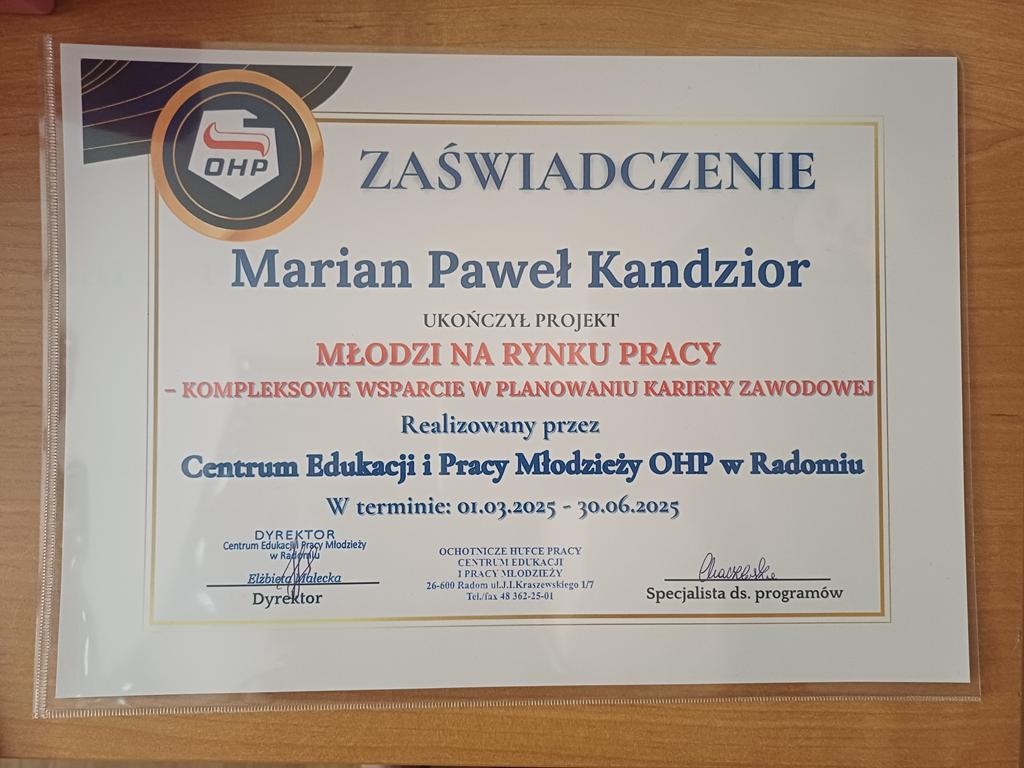 OHP
ZAŚWIADCZENIE
Marian Paweł Kandzior
UKOŃCZYŁ PROJEKT
MŁODZI NA RYNKU PRACY
– KOMPLEKSOWE WSPARCIE W PLANOWANIU KARIERY ZAWODOWEJ
Realizowany przez
Centrum Edukacji i Pracy Młodzieży OHP w Radomiu
W terminie: 01.03.2025 - 30.06.2025
DYREKTOR
Centrum Edukacji i Pracy Młodzieży
w Radomiu
Elżbieta Małecka
Dyrektor
OCHOTNICZE HUFCE PRACY
CENTRUM EDUKACJI
I PRACY MŁODZIEŻY
26-600 Radom ul.J.I.Kraszewskiego 1/7
Tel./fax 48 362-25-01
Specjalista ds. programów